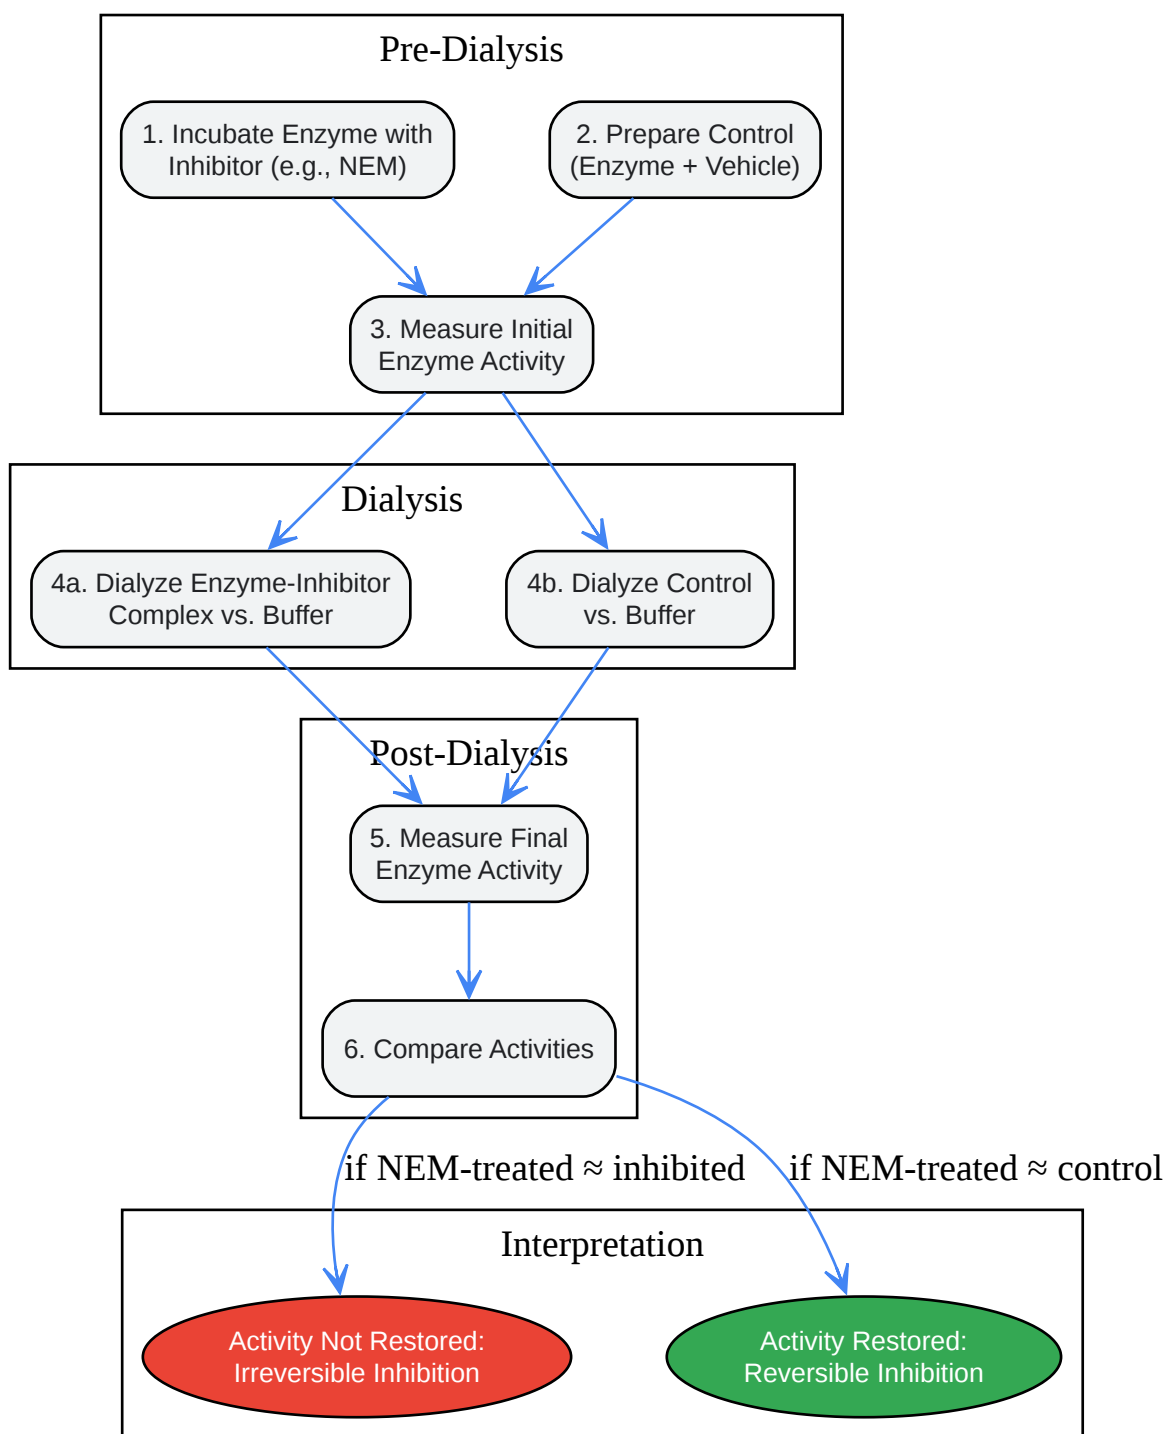 Pre-Dialysis
1. Incubate Enzyme with
Inhibitor (e.g., NEM)
2. Prepare Control
(Enzyme + Vehicle)
3. Measure Initial
Enzyme Activity
Dialysis
4a. Dialyze Enzyme-Inhibitor
Complex vs. Buffer
4b. Dialyze Control
vs. Buffer
Post-Dialysis
5. Measure Final
Enzyme Activity
6. Compare Activities
if NEM-treated ≈ inhibited
if NEM-treated ≈ control
Interpretation
Activity Not Restored:
Irreversible Inhibition
Activity Restored:
Reversible Inhibition